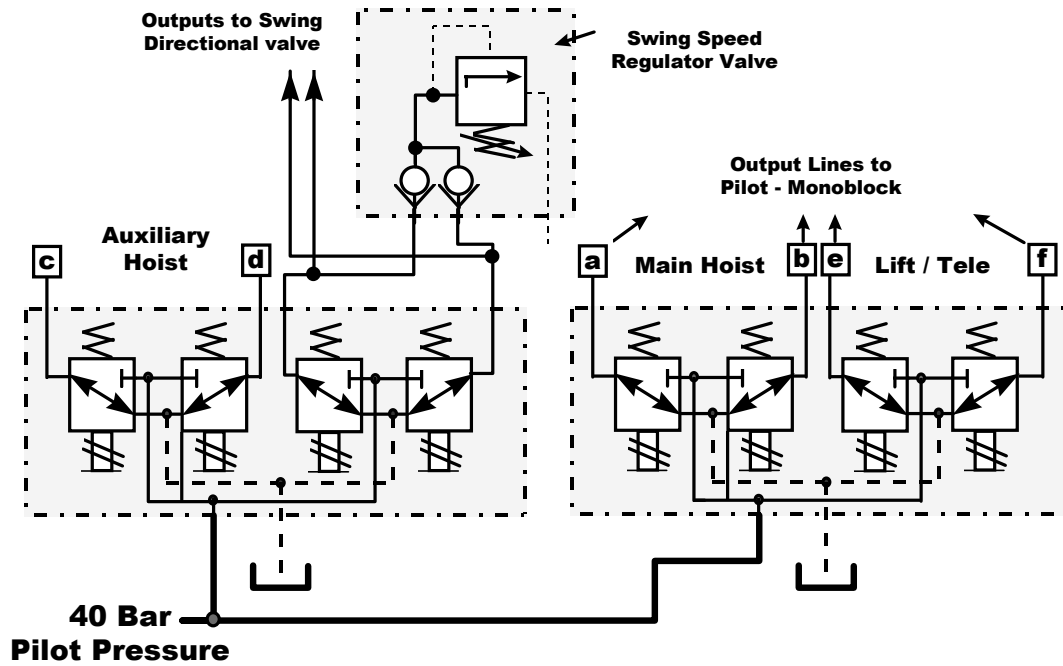 Outputs to Swing
Directional valve
Swing Speed
Regulator Valve
Output Lines to
Pilot - Monoblock
Auxiliary
Hoist
c
d
a
Main Hoist
b
e
Lift / Tele
f
40 Bar
Pilot Pressure